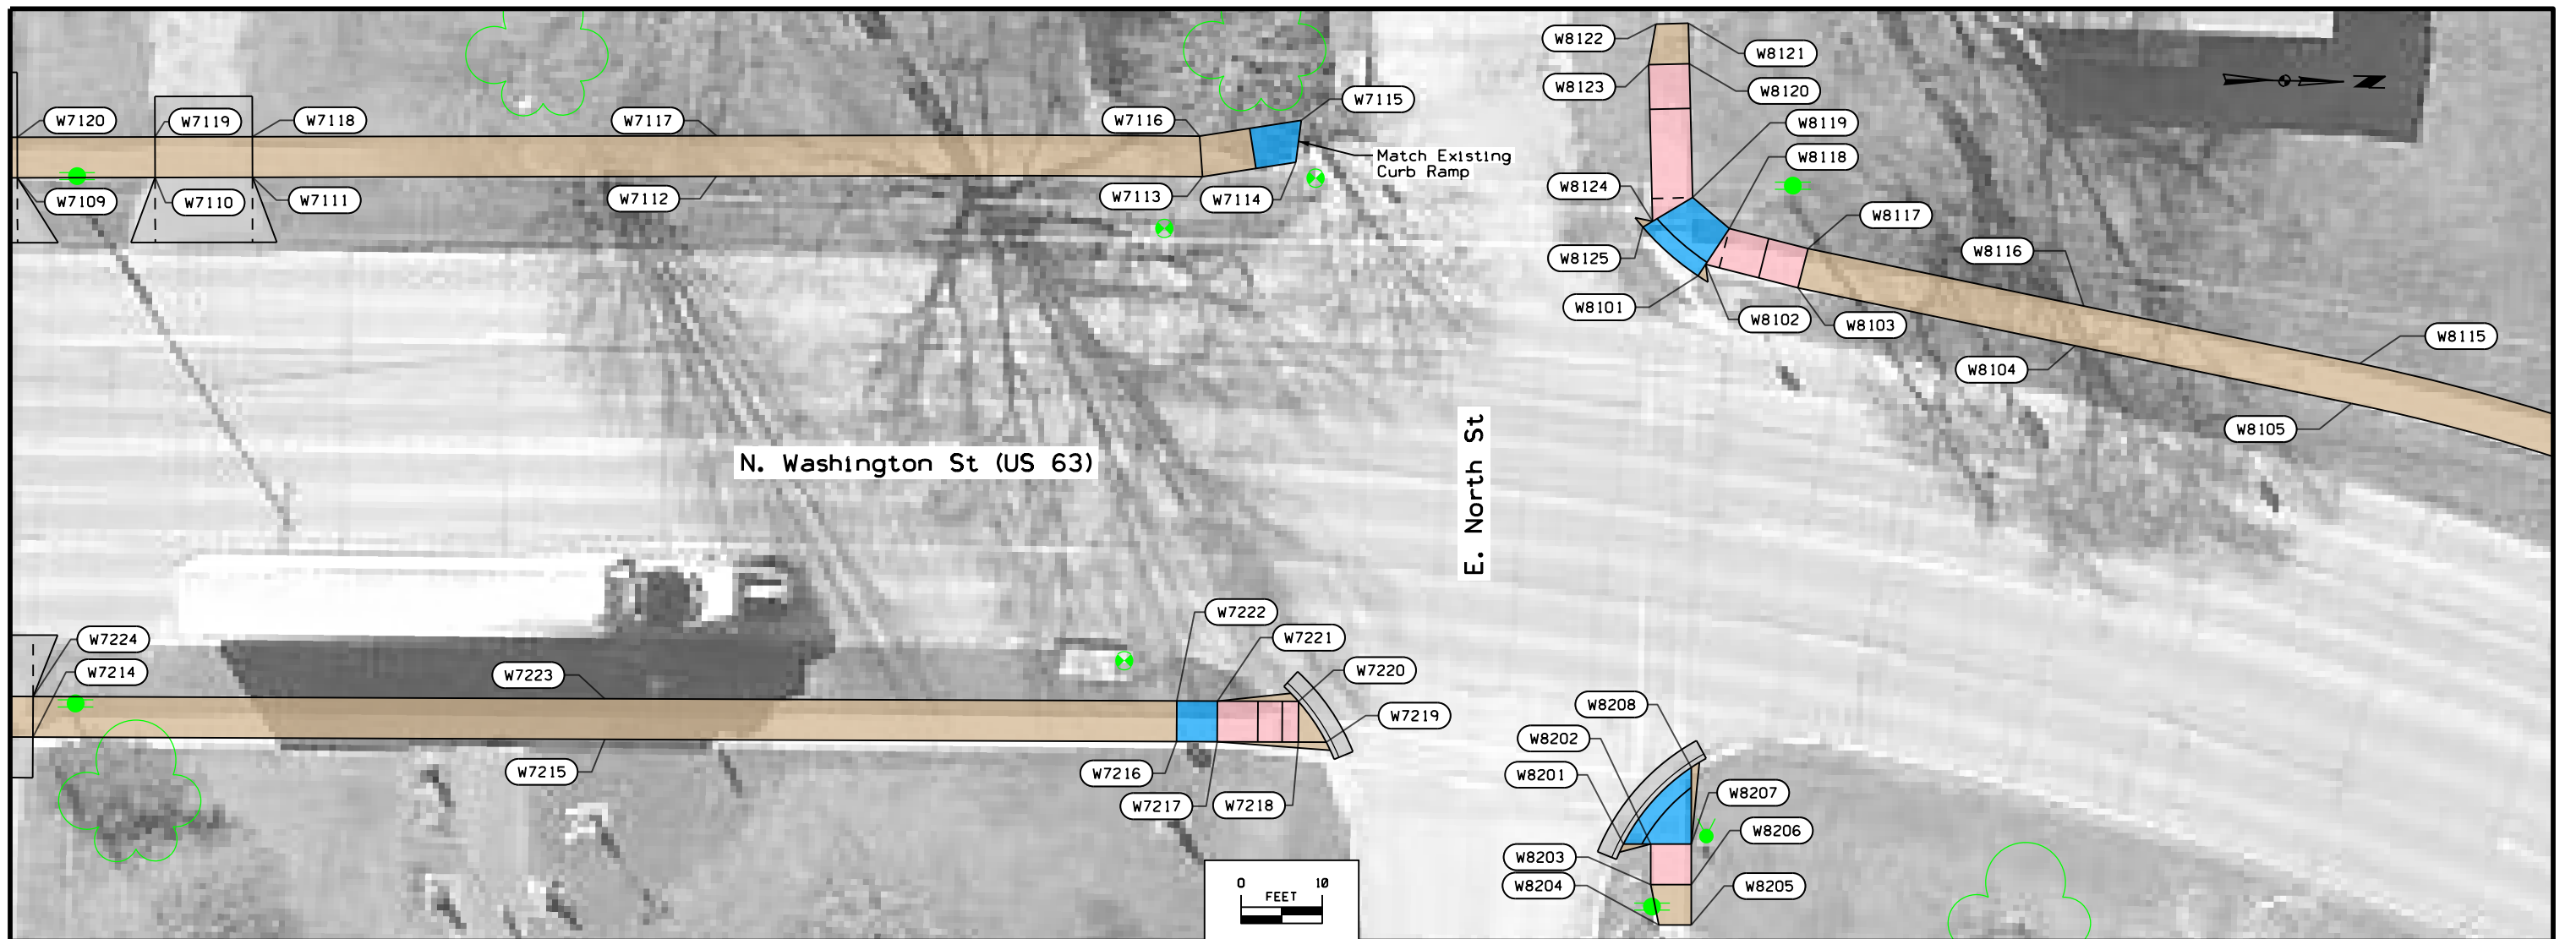 W8122
W8121
W8123
W8120
W7120
W7119
W7118
W7117
W7116
W7115
W8119
W8118
Match Existing
Curb Ramp
N
W7109
W7110
W7111
W7112
W7113
W7114
W8124
W8117
W8116
W8125
W8101
W8102
W8103
W8115
W8104
W8105
N. Washington St (US 63)
E. North St
W7224
W7214
W7223
W7222
W7221
W7220
W7219
W7215
W7216
W7217
W7218
W8208
W8202
W8201
W8207
W8206
W8203
W8204
W8205
0 10
FEET